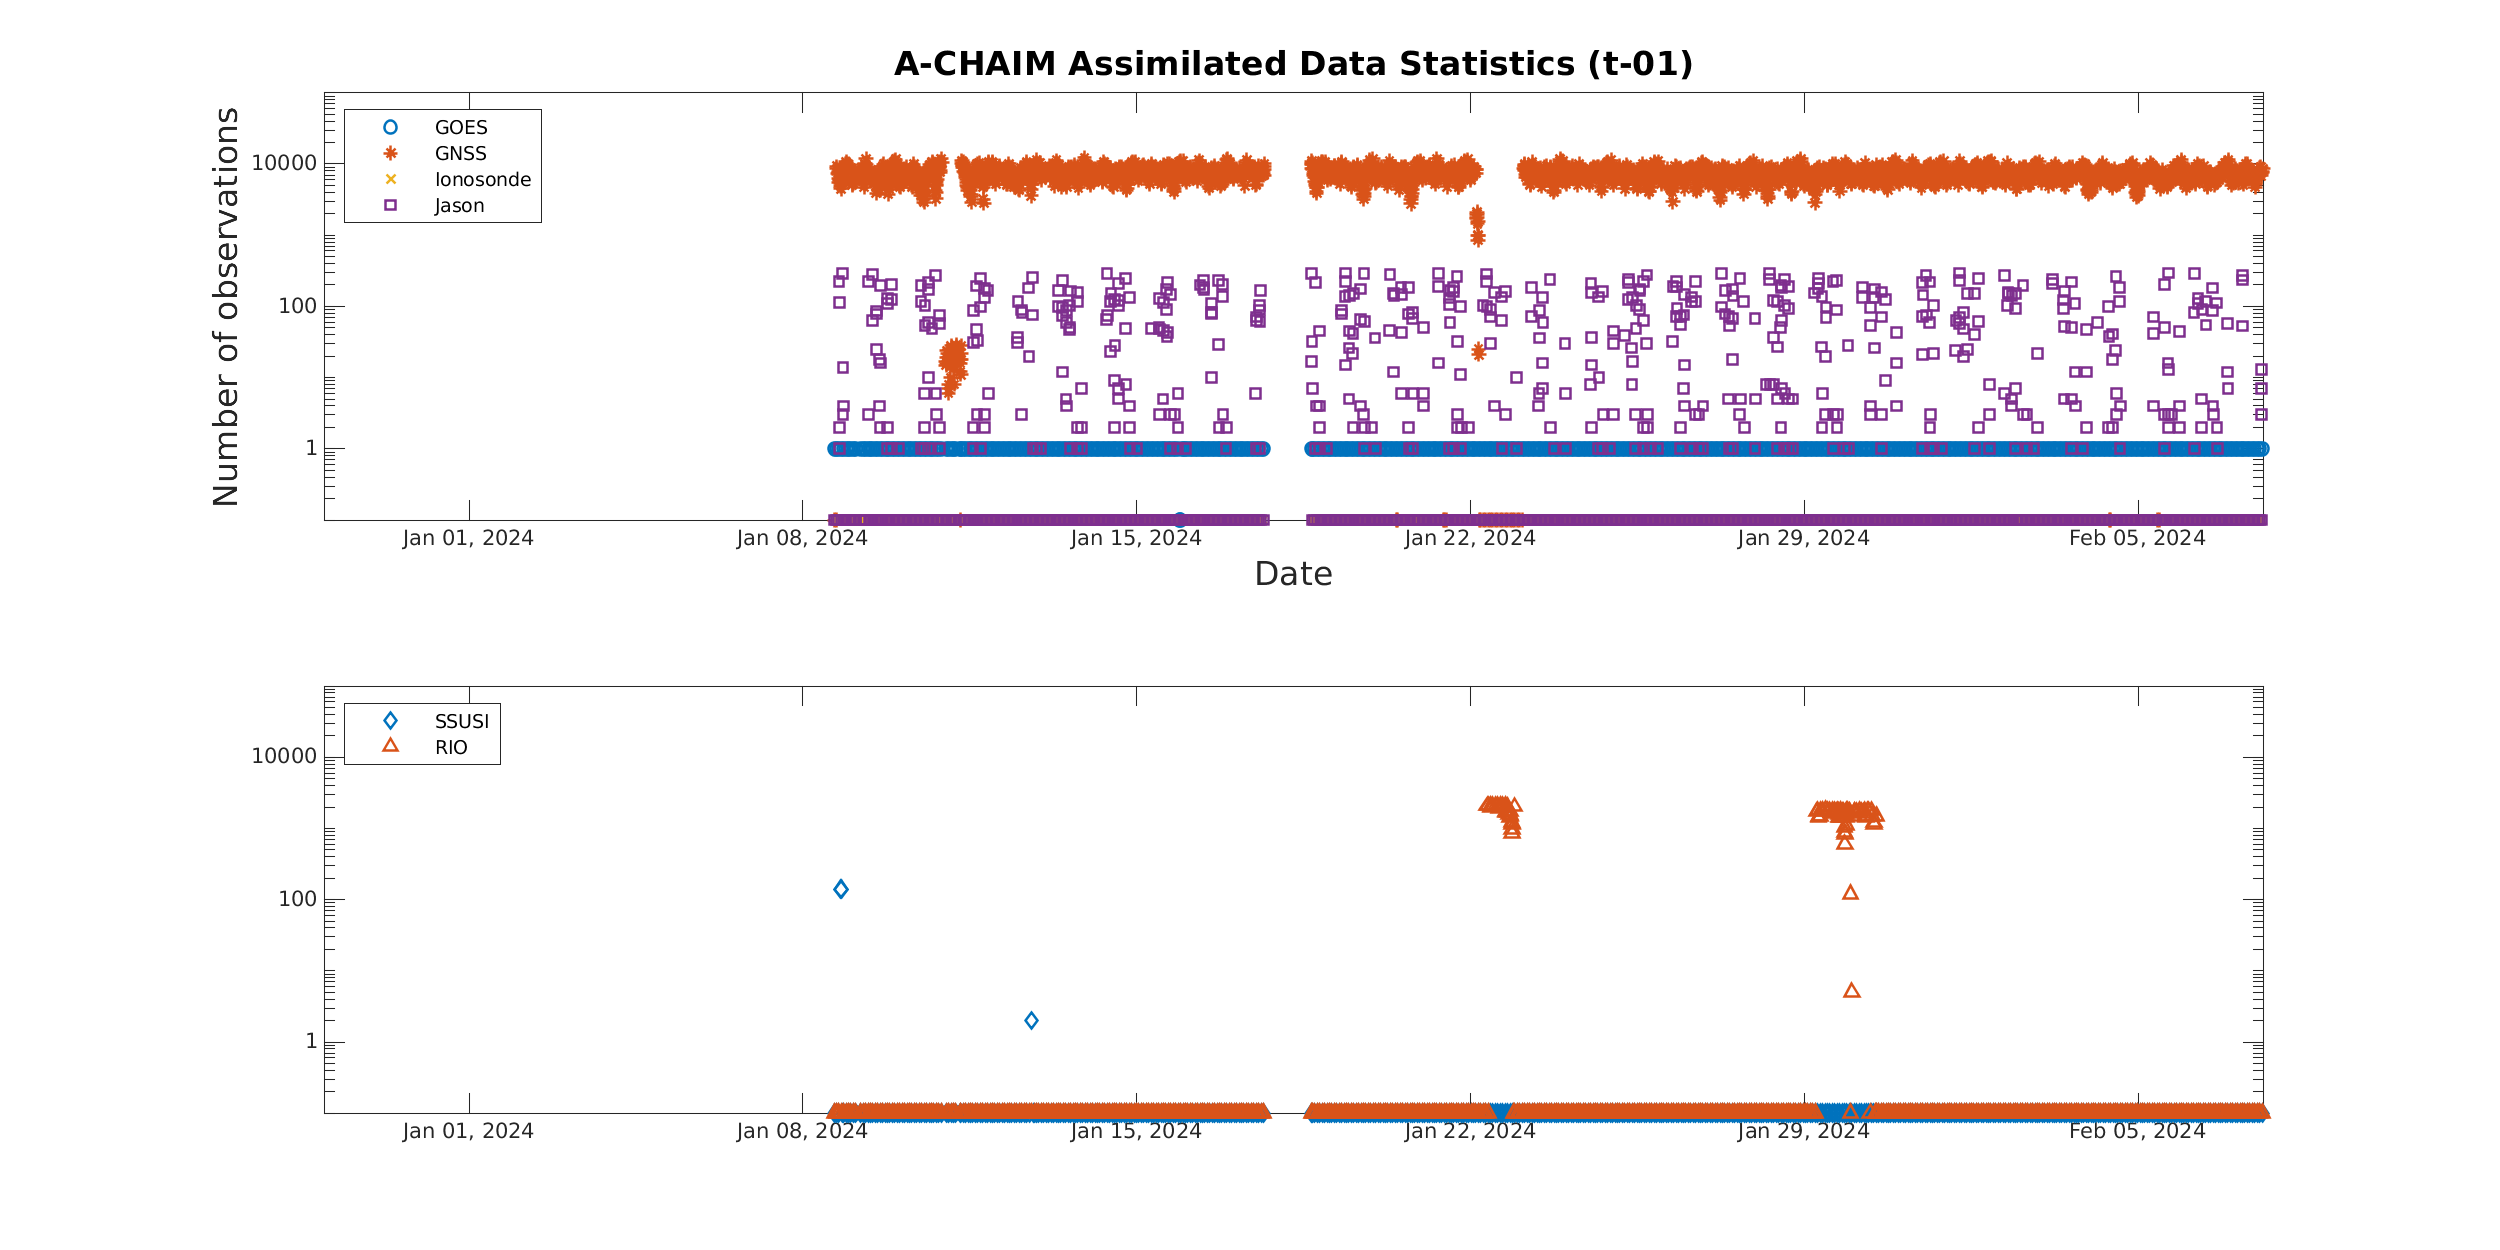 A-CHAIM Assimilated Data Statistics (t-01)
Number of observations
10000
100
1
GOES
GNSS
Ionosonde
Jason
Jan 01, 2024 Jan 08, 2024 Jan 15, 2024 Jan 22, 2024 Jan 29, 2024 Feb 05, 2024
Date
10000
100
1
SSUSI
RIO
Jan 01, 2024 Jan 08, 2024 Jan 15, 2024 Jan 22, 2024 Jan 29, 2024 Feb 05, 2024